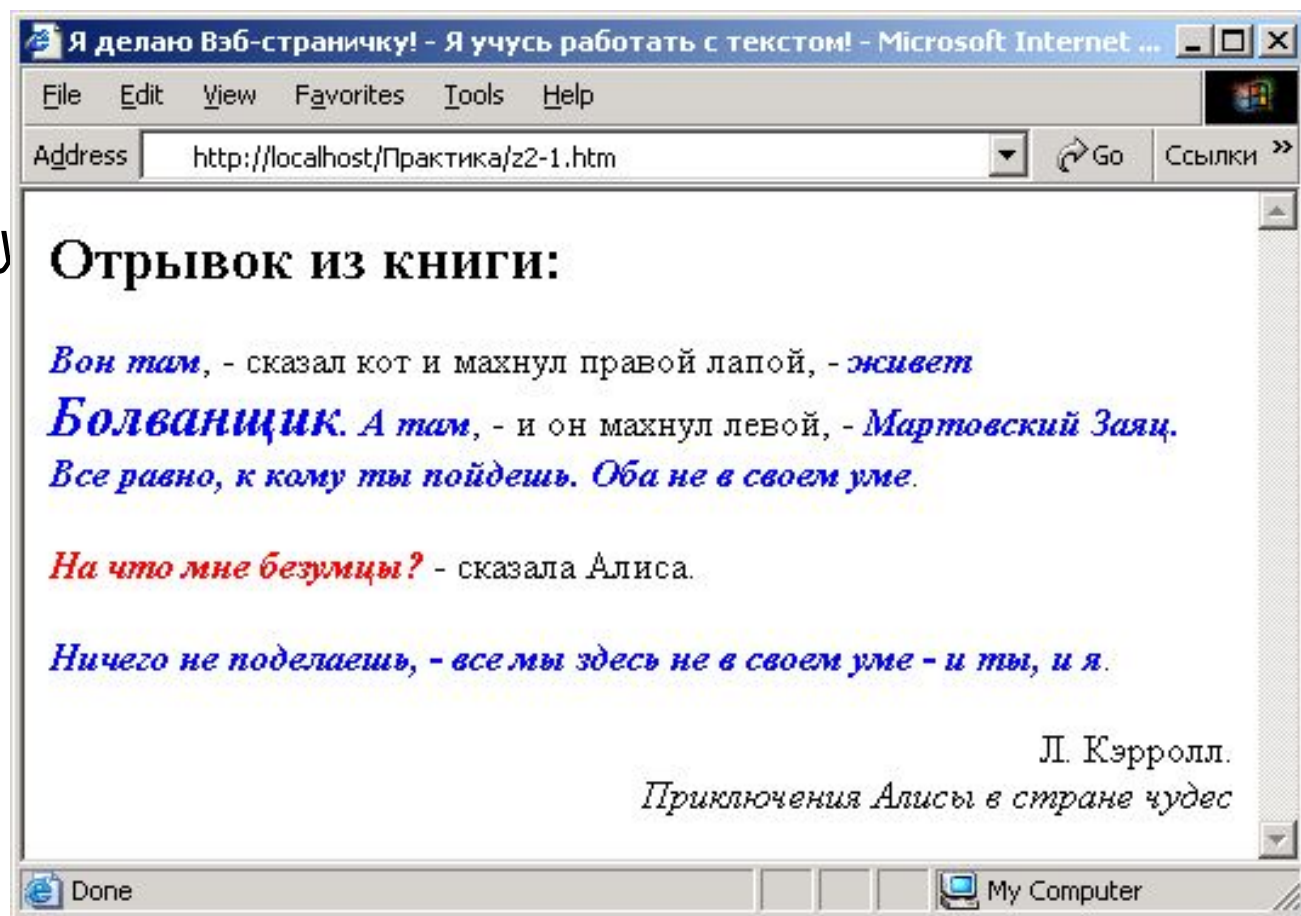 Я делаю Вэб-страничку! - Я учусь работать с текстом! - Microsoft Internet ...
File Edit View Favorites Tools Help
Address http://localhost/Практика/z2-1.htm Go Ссылки »
Отрывок из книги:
Вон там, - сказал кот и махнул правой лапой, - живет
Болванщик. А там, - и он махнул левой, - Мартовский Заяц.
Все равно, к кому ты пойдешь. Оба не в своем уме.
На что мне безумцы? - сказала Алиса.
Ничего не поделаешь, - все мы здесь не в своем уме - и ты, и я.
Л. Кэрролл.
Приключения Алисы в стране чудес
Done My Computer